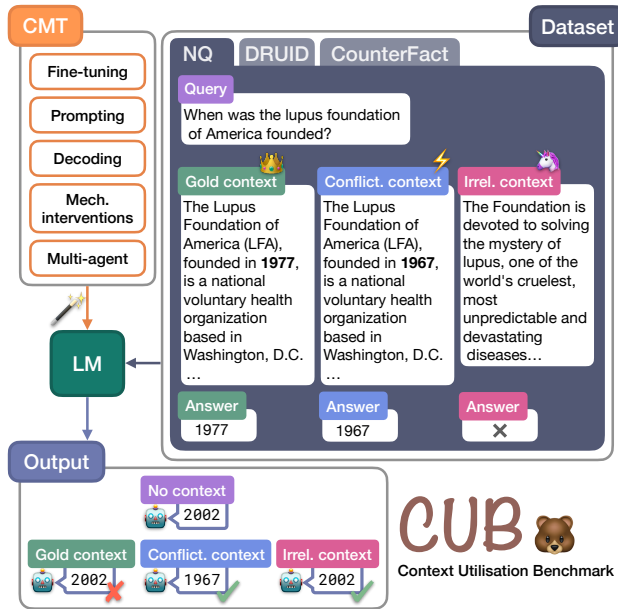 CMT
Fine-tuning
Prompting
Decoding
Mech.
interventions
Multi-agent
LM
Dataset
NQ
DRUID
CounterFact
Query
When was the lupus foundation
of America founded?
Gold context
The Lupus
Foundation of
America (LFA),
founded in 1977,
is a national
voluntary health
organization
based in
Washington, D.C.
…
Answer
1977
Conflict. context
The Lupus
Foundation of
America (LFA),
founded in 1967,
is a national
voluntary health
organization
based in
Washington, D.C.
…
Answer
1967
Irrel. context
The Foundation is
devoted to solving
the mystery of
lupus, one of the
world's cruelest,
most
unpredictable and
devastating
diseases…
Answer
Output
No context
2002
Gold context
2002
Conflict. context
1967
Irrel. context
2002
CUB
Context Utilisation Benchmark